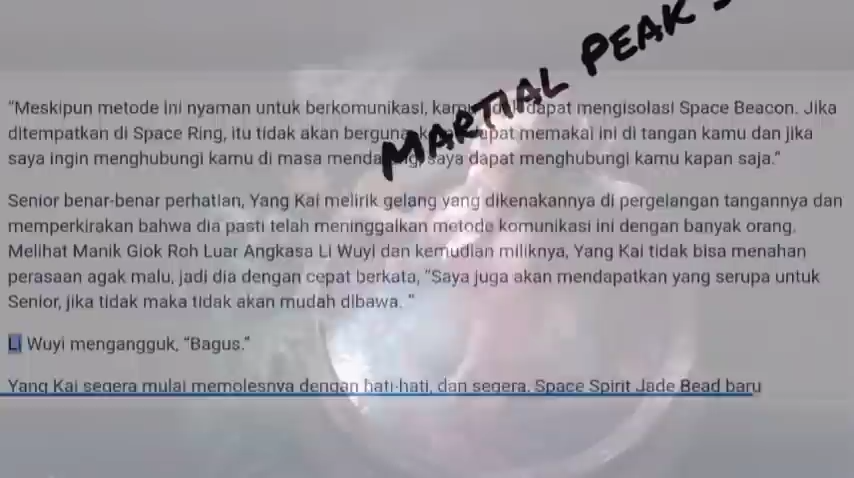 MARTIAL PEAK
“Meskipun metode ini nyaman untuk berkomunikasi, dapat mengisolasi Space Beacon. Jika
ditempatkan di Space Ring, itu tidak akan berguna, memakai ini di tangan kamu dan jika
saya ingin menghubungi kamu di masa saya dapat menghubungi kamu kapan saja.”
Senior benar-benar perhatian, Yang Kai melirik gelang yang dikenakannya di pergelangan tangannya dan
memperkirakan bahwa dia pasti telah meninggalkan metode komunikasi ini dengan banyak orang.
Melihat Manik Giok Roh Luar Angkasa Li Wuyi dan kemudian miliknya, Yang Kai tidak bisa menahan
perasaan agak malu, jadi dia dengan cepat berkata, “Saya juga akan mendapatkan yang serupa untuk
Senior, jika tidak maka tidak akan mudah dibawa. “
Li Wuyi mengangguk, “Bagus.”
Yang Kai segera mulai memolesnya dengan hati-hati, dan segera, Space Spirit Jade Bead baru